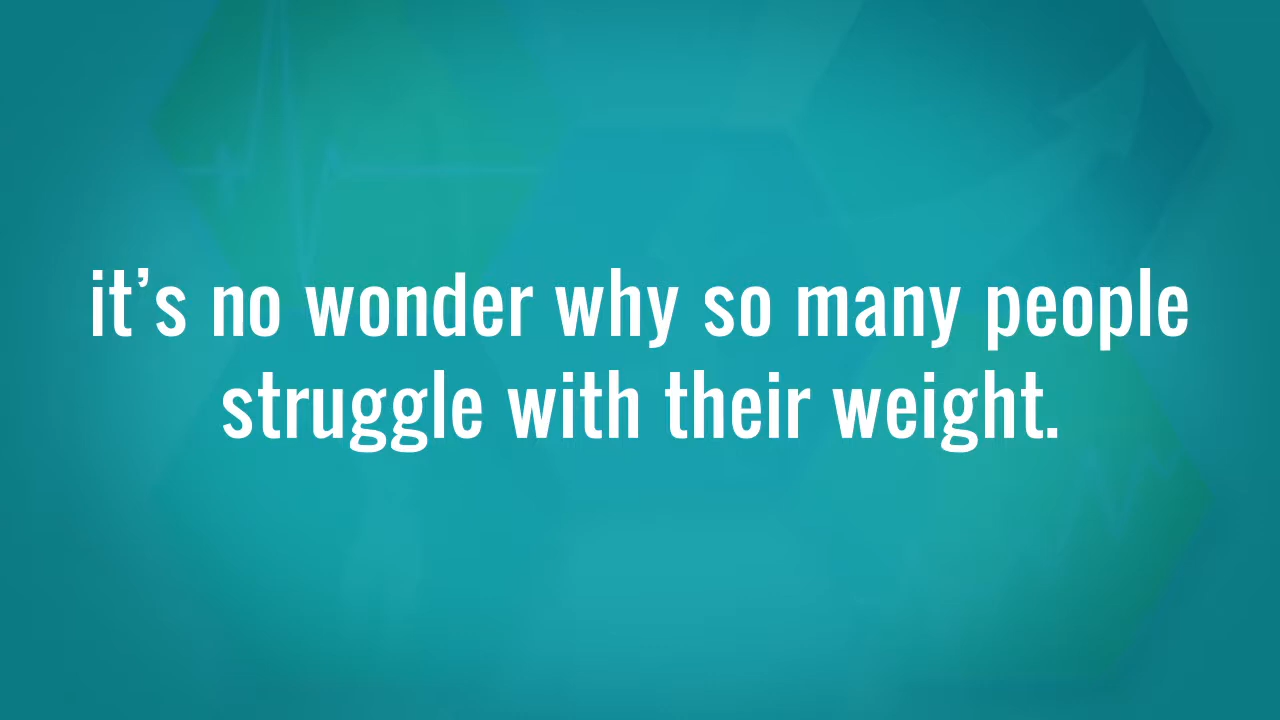 it’s no wonder why so many people
struggle with their weight.